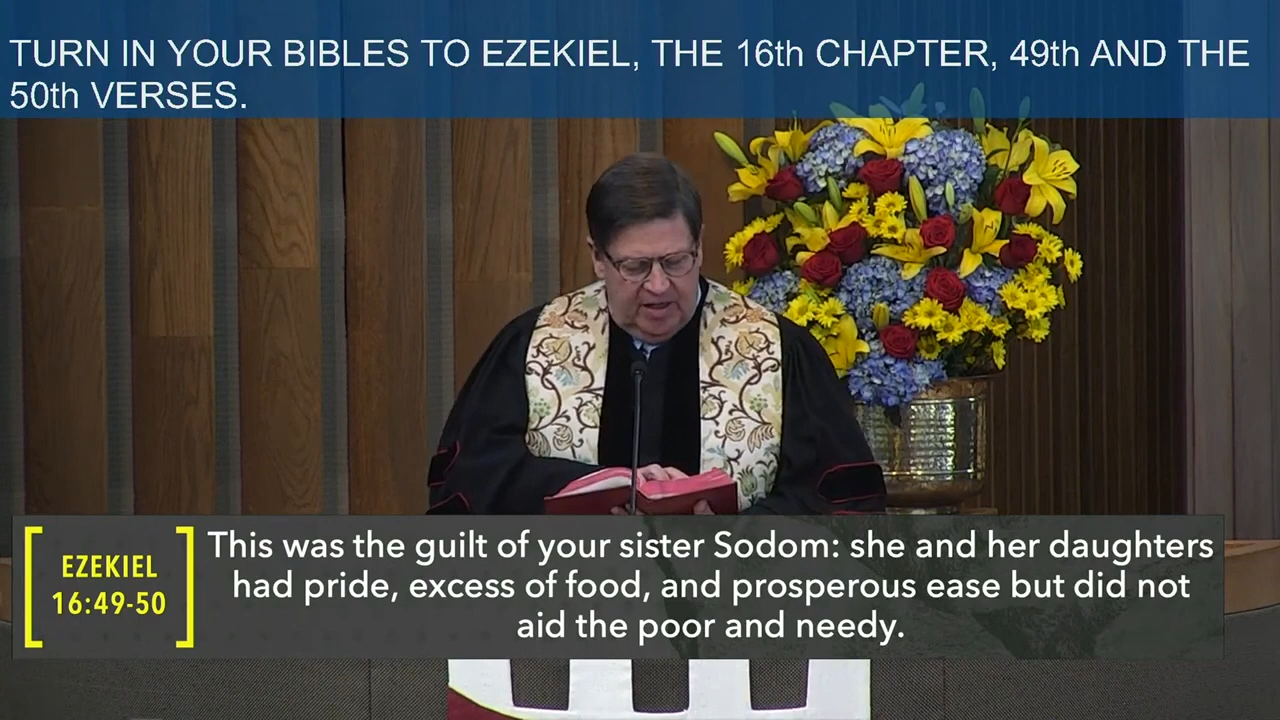 TURN IN YOUR BIBLES TO EZEKIEL, THE 16th CHAPTER, 49th AND THE
50th VERSES.
EZEKIEL
16:49-50
This was the guilt of your sister Sodom: she and her daughters
had pride, excess of food, and prosperous ease but did not
aid the poor and needy.